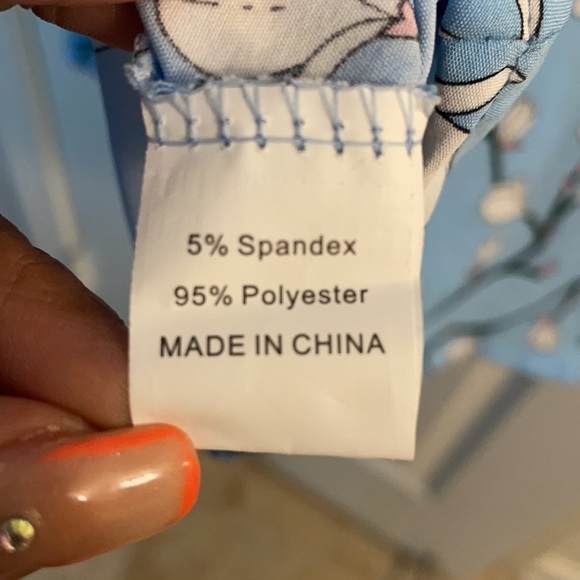 5% Spandex
95% Polyester
MADE IN CHINA